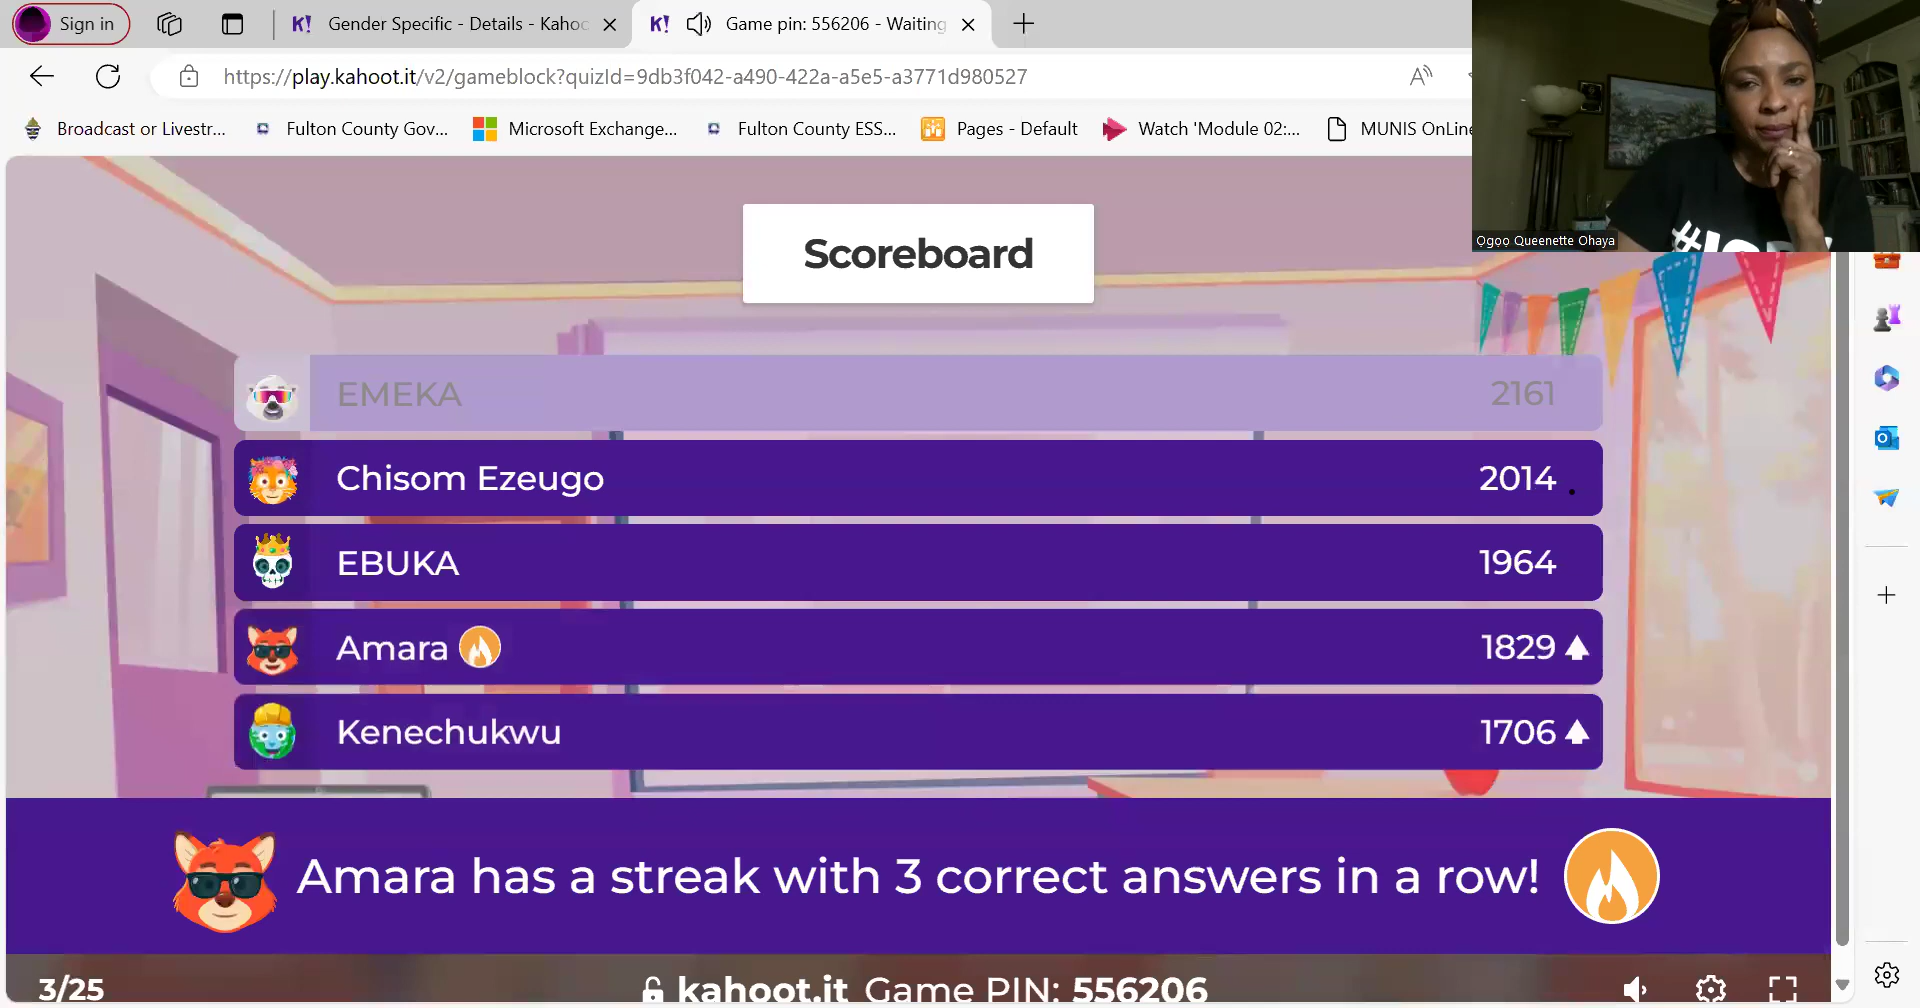 Sign in
K! Gender Specific - Details - Kahoo
K! Game pin: 556206 - Waiting
https://play.kahoot.it/v2/gameblock?quizId=9db3f042-a490-422a-a5e5-a3771d980527
Broadcast or Livestr...
Fulton County Gov...
Microsoft Exchange...
Fulton County ESS...
Pages - Default
Watch 'Module 02:...
MUNIS OnLine
Ogoo Queenette Ohaya
Scoreboard
EMEKA 2161
Chisom Ezeugo 2014
EBUKA 1964
Amara 1829
Kenechukwu 1706
Amara has a streak with 3 correct answers in a row!
3/25
kahoot.it Game PIN: 556206